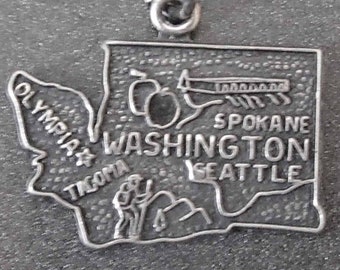 OLYMPIA
SPOKANE
WASHINGTON
SEATTLE
TACOMA